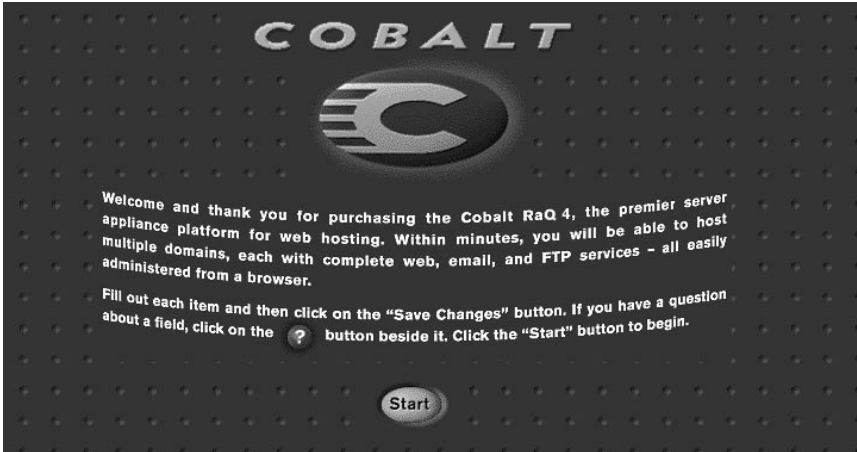 COBALT
C
Welcome and thank you for purchasing the Cobalt RaQ 4, the premier server
appliance platform for web hosting. Within minutes, you will be able to host
multiple domains, each with complete web, email, and FTP services – all easily
administered from a browser.
Fill out each item and then click on the “Save Changes” button. If you have a question
about a field, click on the ? button beside it. Click the “Start” button to begin.
Start